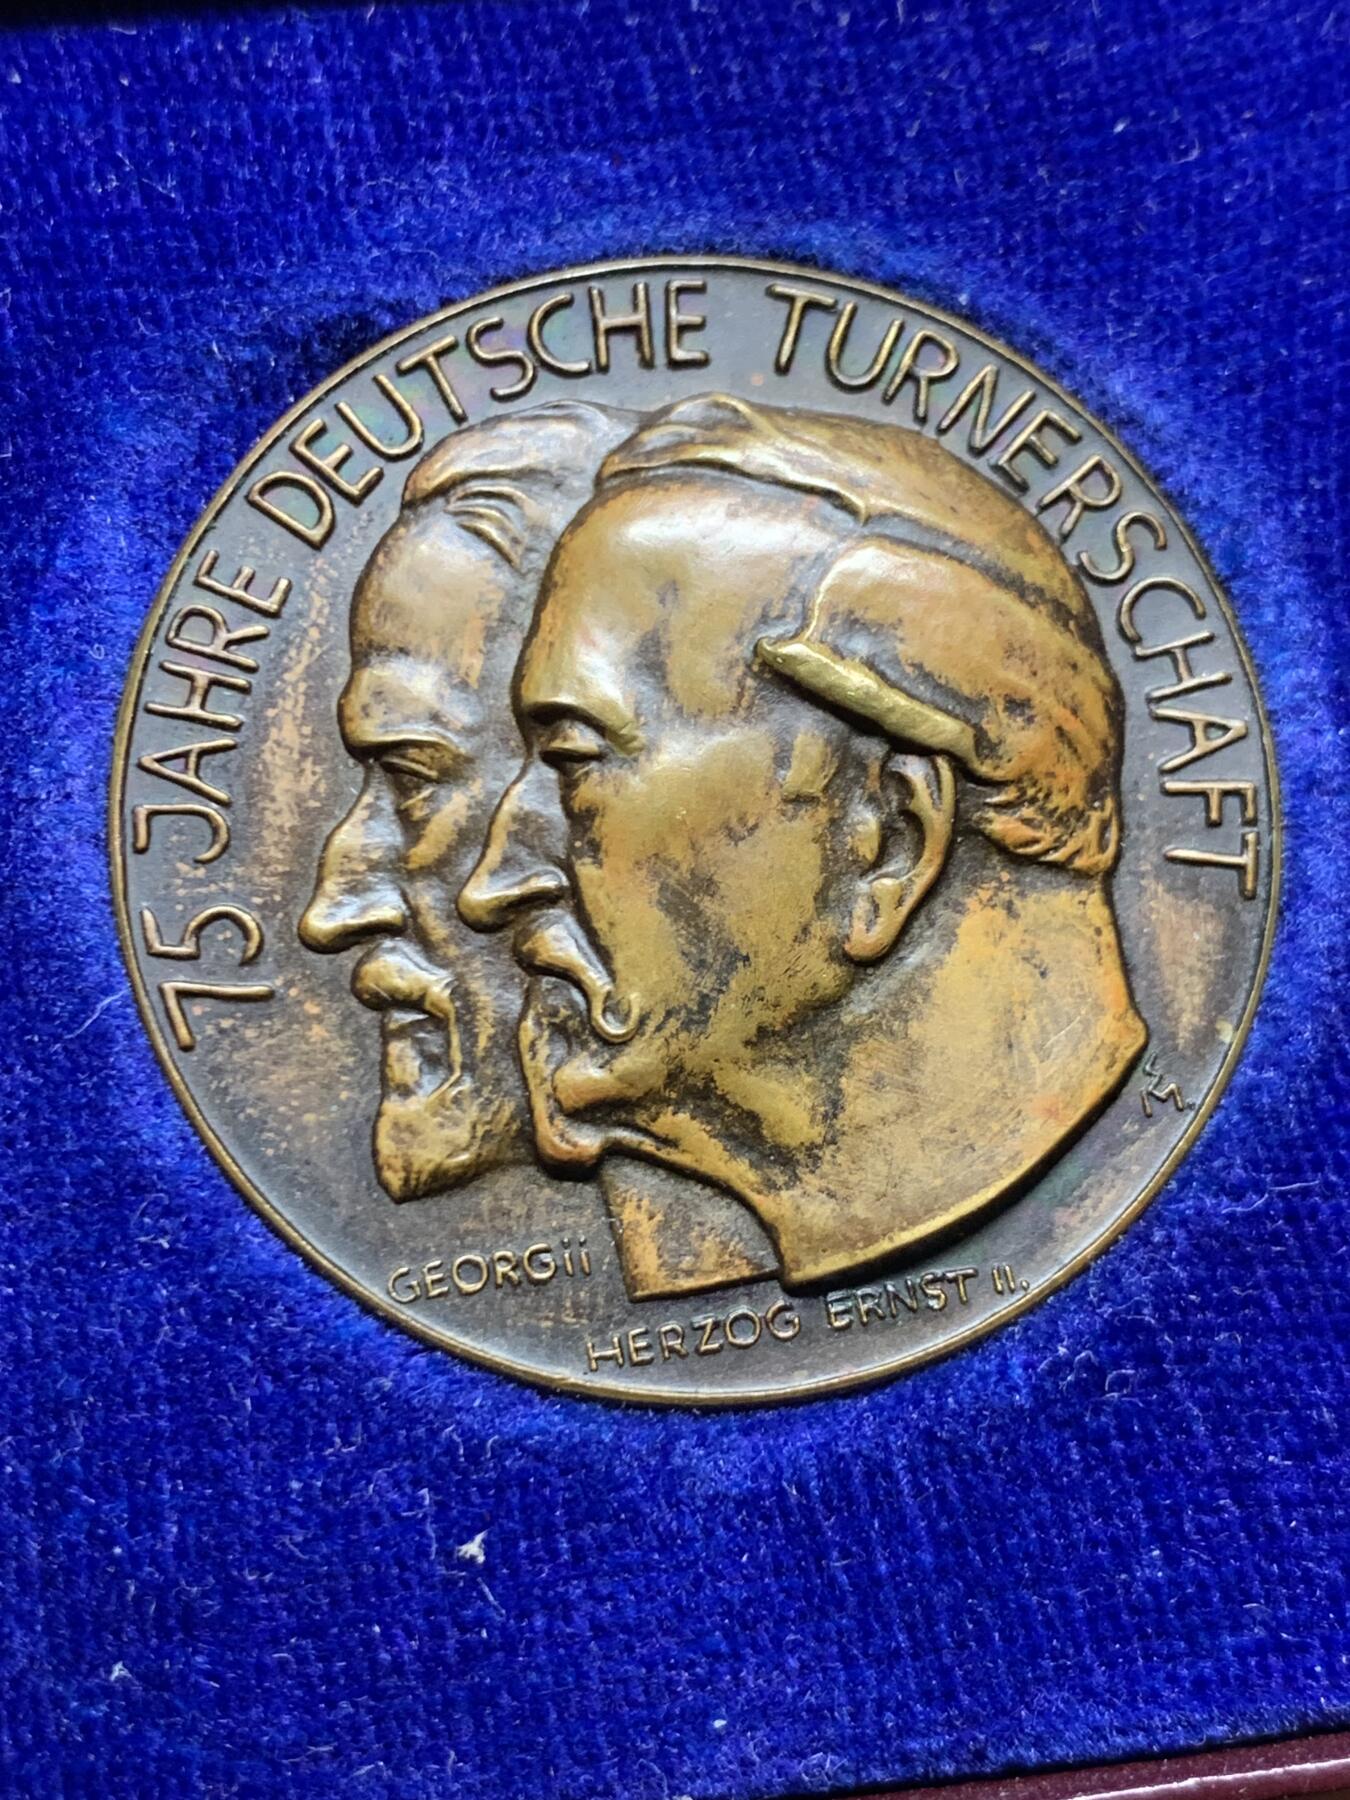 75 JAHRE DEUTSCHE TURNERSCHAFT
GEORGii
HERZOG ERNST II.